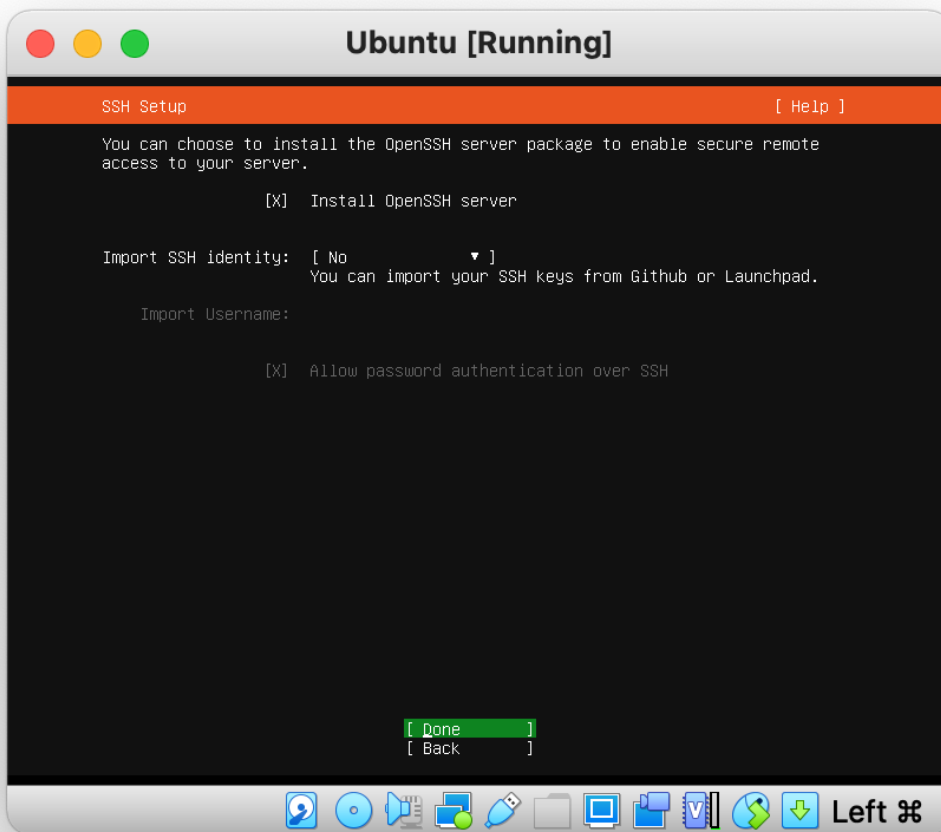 Ubuntu [Running]
SSH Setup [ Help ]
You can choose to install the OpenSSH server package to enable secure remote
access to your server.
[X] Install OpenSSH server
Import SSH identity: [ No ▼ ]
You can import your SSH keys from Github or Launchpad.
Import Username:
[X] Allow password authentication over SSH
[ Done ]
[ Back ]
V
Left ⌘